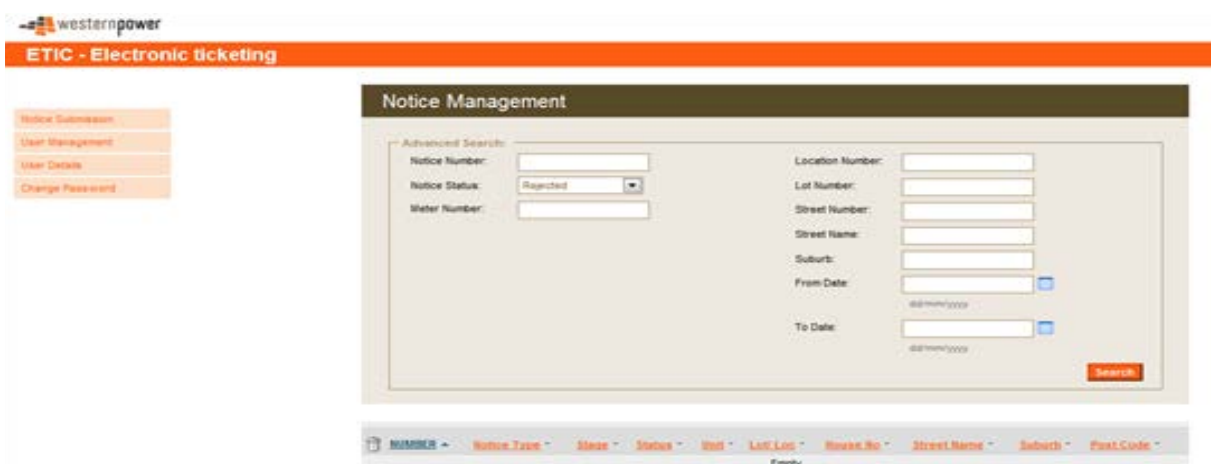 westernpower
ETIC - Electronic ticketing
Notice Submission
User Management
User Details
Change Password
Notice Management
Advanced Search:
Notice Number:
Notice Status: Rejected
Meter Number:
Location Number:
Lot Number:
Street Number:
Street Name:
Suburb:
From Date:
dd/mm/yyyy
To Date:
dd/mm/yyyy
Search
NUMBER Notice Type Stage Status Unit Lot/ Loc House No Street Name Suburb Post Code
Empty